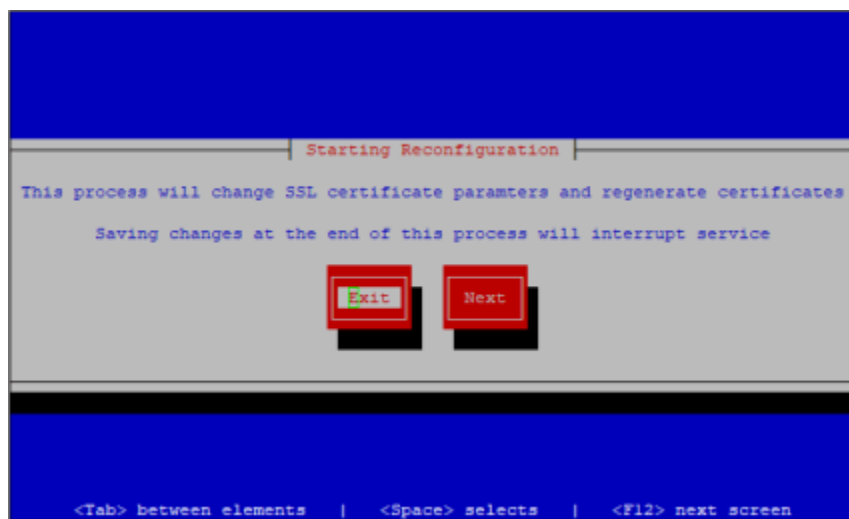 Starting Reconfiguration
This process will change SSL certificate paramters and regenerate certificates
Saving changes at the end of this process will interrupt service
Exit Next
<Tab> between elements | <Space> selects | <F12> next screen